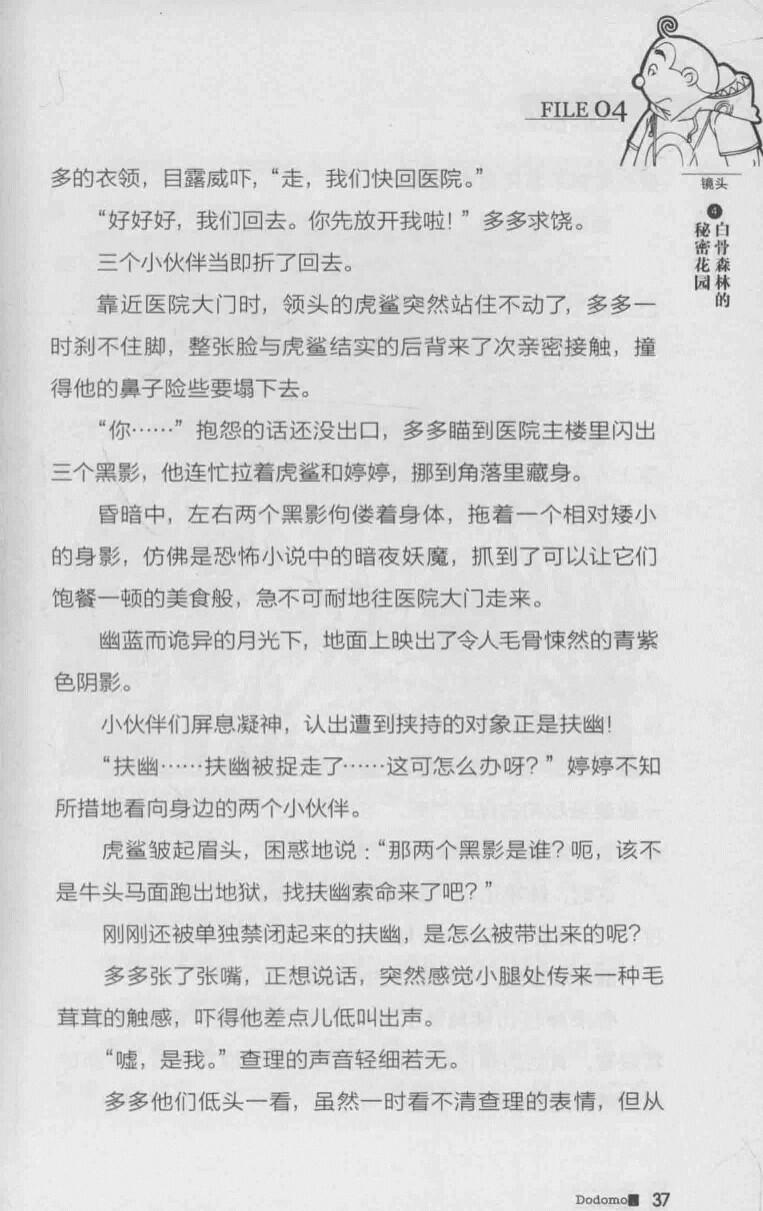 FILE 04
镜头
4
白骨森林的
秘密花园
多的衣领，目露威吓，“走，我们快回医院。”
“好好好，我们回去。你先放开我啦！”多多求饶。
三个小伙伴当即折了回去。
靠近医院大门时，领头的虎鲨突然站住不动了，多多一
时刹不住脚，整张脸与虎鲨结实的后背来了次亲密接触，撞
得他的鼻子险些要塌下去。
“你……”抱怨的话还没出口，多多瞄到医院主楼里闪出
三个黑影，他连忙拉着虎鲨和婷婷，挪到角落里藏身。
昏暗中，左右两个黑影佝偻着身体，拖着一个相对矮小
的身影，仿佛是恐怖小说中的暗夜妖魔，抓到了可以让它们
饱餐一顿的美食般，急不可耐地往医院大门走来。
幽蓝而诡异的月光下，地面上映出了令人毛骨悚然的青紫
色阴影。
小伙伴们屏息凝神，认出遭到挟持的对象正是扶幽！
“扶幽……扶幽被捉走了……这可怎么办呀？”婷婷不知
所措地看向身边的两个小伙伴。
虎鲨皱起眉头，困惑地说：“那两个黑影是谁？呃，该不
是牛头马面跑出地狱，找扶幽索命来了吧？”
刚刚还被单独禁闭起来的扶幽，是怎么被带出来的呢？
多多张了张嘴，正想说话，突然感觉小腿处传来一种毛
茸茸的触感，吓得他差点儿低叫出声。
“嘘，是我。”查理的声音轻细若无。
多多他们低头一看，虽然一时看不清查理的表情，但从
Dodomo 37